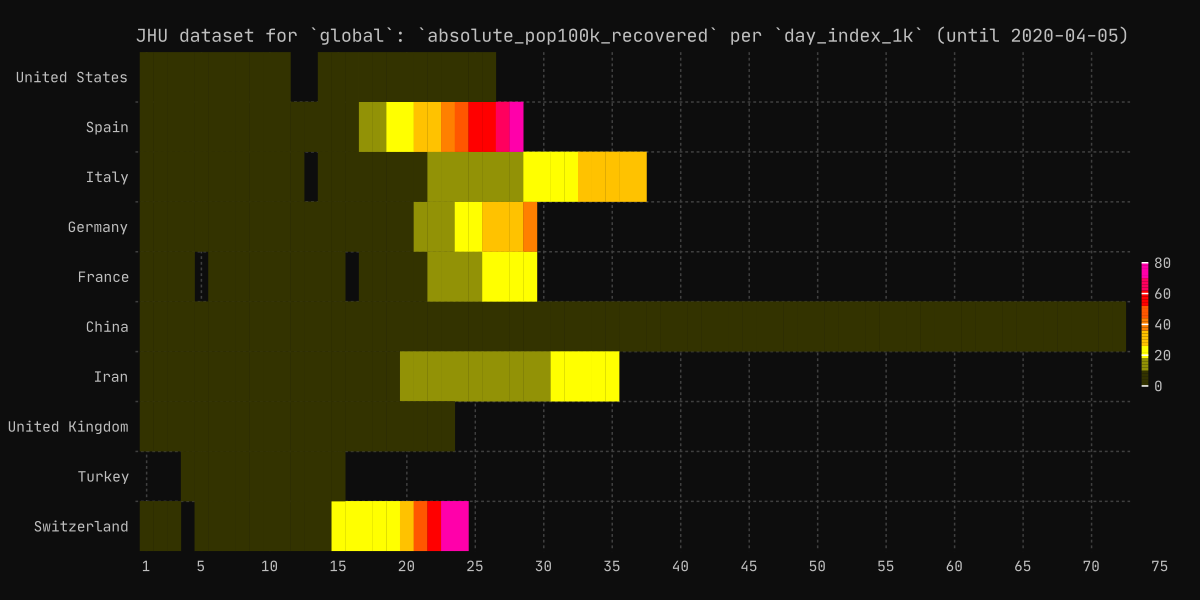 JHU dataset for `global`: `absolute_pop100k_recovered` per `day_index_1k` (until 2020-04-05)
United States
Spain
Italy
Germany
France
China
Iran
United Kingdom
Turkey
Switzerland
80
60
40
20
0
1 5 10 15 20 25 30 35 40 45 50 55 60 65 70 75